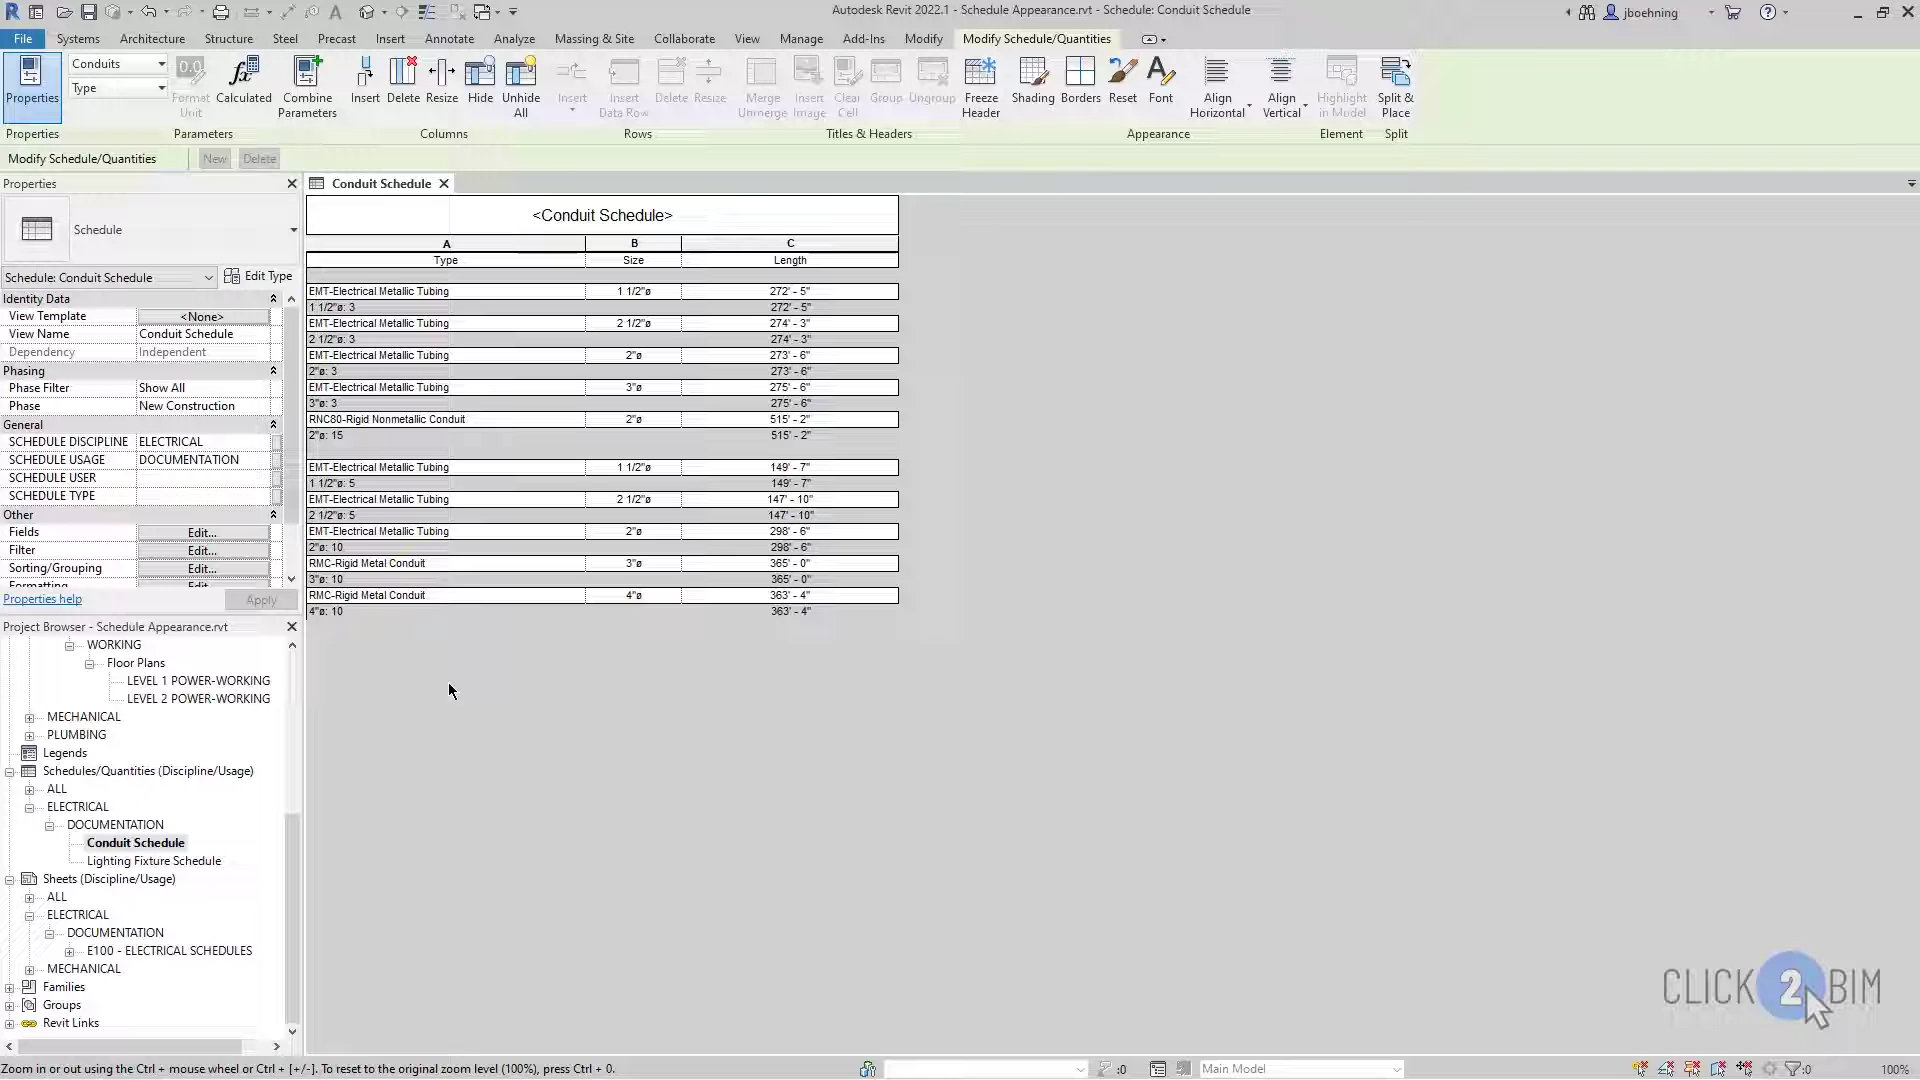 Autodesk Revit 2022.1 - Schedule Appearance.rvt - Schedule: Conduit Schedule
jboehning
File Systems Architecture Structure Steel Precast Insert Annotate Analyze Massing & Site Collaborate View Manage Add-Ins Modify Modify Schedule/Quantities
Conduits
Type
Properties
Format Unit
Calculated
Combine Parameters
Insert Delete Resize Hide Unhide All
Insert
Insert Data Row
Delete Resize
Merge Unmerge
Insert Image
Clear Cell
Group Ungroup
Freeze Header
Shading Borders Reset Font
Align Horizontal
Align Vertical
Highlight in Model
Split & Place
Properties Parameters Columns Rows Titles & Headers Appearance Element Split
Modify Schedule/Quantities New Delete
Properties
Schedule
Schedule: Conduit Schedule
Edit Type
Identity Data
View Template <None>
View Name Conduit Schedule
Dependency Independent
Phasing
Phase Filter Show All
Phase New Construction
General
SCHEDULE DISCIPLINE ELECTRICAL
SCHEDULE USAGE DOCUMENTATION
SCHEDULE USER
SCHEDULE TYPE
Other
Fields Edit...
Filter Edit...
Sorting/Grouping Edit...
Formatting Edit...
Properties help Apply
Project Browser - Schedule Appearance.rvt
WORKING
Floor Plans
LEVEL 1 POWER-WORKING
LEVEL 2 POWER-WORKING
MECHANICAL
PLUMBING
Legends
Schedules/Quantities (Discipline/Usage)
ALL
ELECTRICAL
DOCUMENTATION
Conduit Schedule
Lighting Fixture Schedule
Sheets (Discipline/Usage)
ALL
ELECTRICAL
DOCUMENTATION
E100 - ELECTRICAL SCHEDULES
MECHANICAL
Families
Groups
Revit Links
Conduit Schedule
<Conduit Schedule>
A B C
Type Size Length
EMT-Electrical Metallic Tubing 1 1/2"ø 272' - 5"
1 1/2"ø: 3 272' - 5"
EMT-Electrical Metallic Tubing 2 1/2"ø 274' - 3"
2 1/2"ø: 3 274' - 3"
EMT-Electrical Metallic Tubing 2"ø 273' - 6"
2"ø: 3 273' - 6"
EMT-Electrical Metallic Tubing 3"ø 275' - 6"
3"ø: 3 275' - 6"
RNC80-Rigid Nonmetallic Conduit 2"ø 515' - 2"
2"ø: 15 515' - 2"
EMT-Electrical Metallic Tubing 1 1/2"ø 149' - 7"
1 1/2"ø: 5 149' - 7"
EMT-Electrical Metallic Tubing 2 1/2"ø 147' - 10"
2 1/2"ø: 5 147' - 10"
EMT-Electrical Metallic Tubing 2"ø 298' - 6"
2"ø: 10 298' - 6"
RMC-Rigid Metal Conduit 3"ø 365' - 0"
3"ø: 10 365' - 0"
RMC-Rigid Metal Conduit 4"ø 363' - 4"
4"ø: 10 363' - 4"
CLICK 2 BIM
Zoom in or out using the Ctrl + mouse wheel or Ctrl + [+/-]. To reset to the original zoom level (100%), press Ctrl + 0.
:0
Main Model
:0
100%